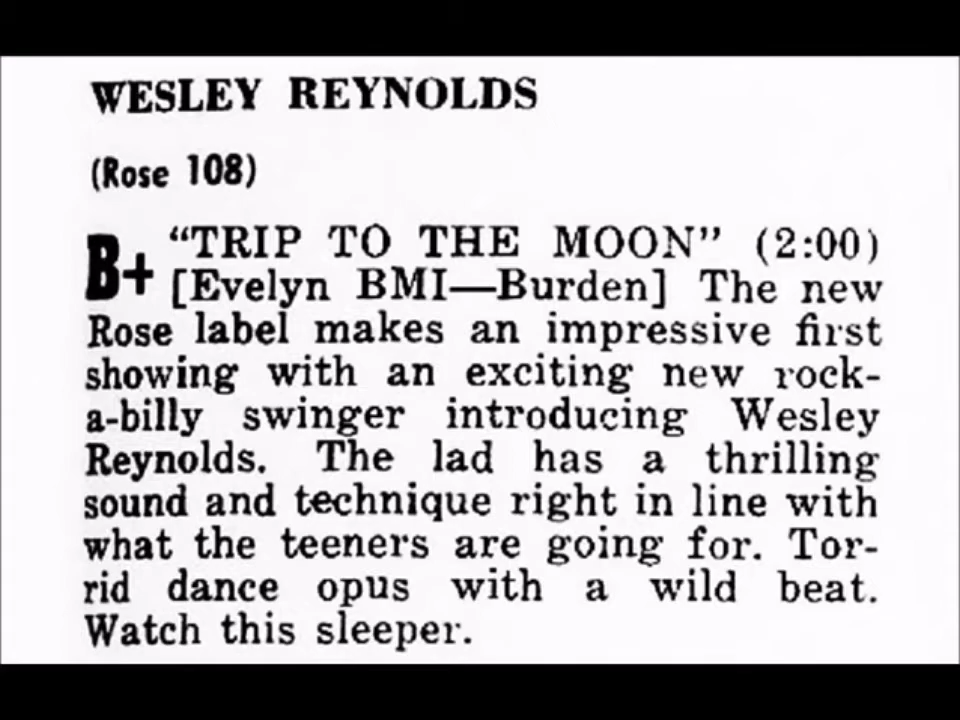 WESLEY REYNOLDS
(Rose 108)
B+ “TRIP TO THE MOON” (2:00)
[Evelyn BMI—Burden] The new
Rose label makes an impressive first
showing with an exciting new rock-
a-billy swinger introducing Wesley
Reynolds. The lad has a thrilling
sound and technique right in line with
what the teeners are going for. Tor-
rid dance opus with a wild beat.
Watch this sleeper.